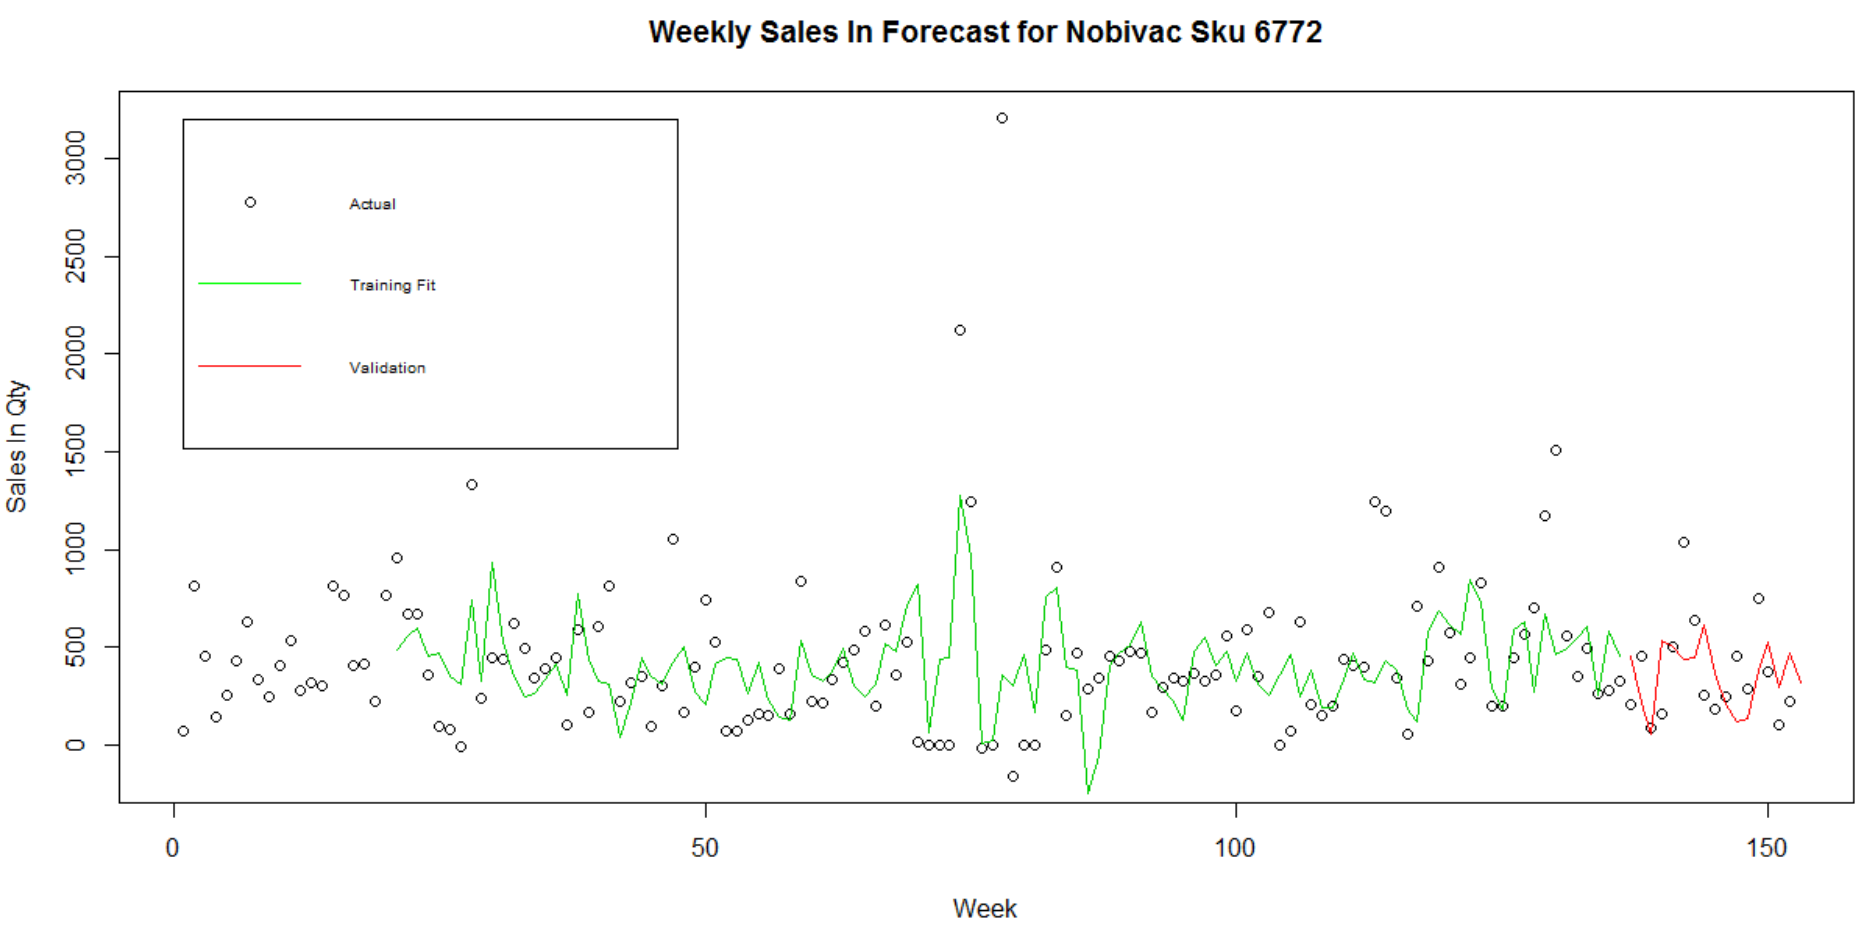 Weekly Sales In Forecast for Nobivac Sku 6772
Sales In Qty
3000
2500
2000
1500
1000
500
0
Actual
Training Fit
Validation
0 50 100 150
Week